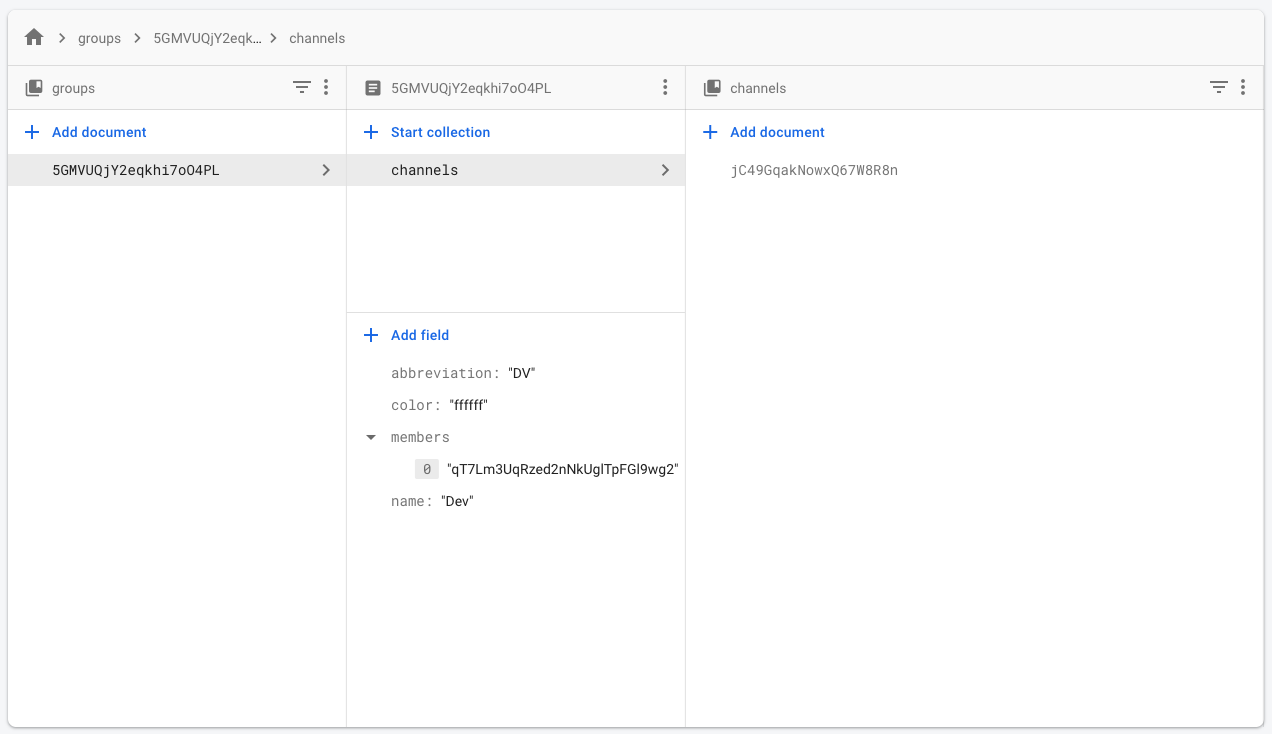 groups > 5GMVUQjY2eqk... > channels
groups
Add document
5GMVUQjY2eqkhi7oO4PL
5GMVUQjY2eqkhi7oO4PL
Start collection
channels
Add field
abbreviation: "DV"
color: "ffffff"
members
0 "qT7Lm3UqRzed2nNkUglTpFGl9wg2"
name: "Dev"
channels
Add document
jC49GqakNowxQ67W8R8n